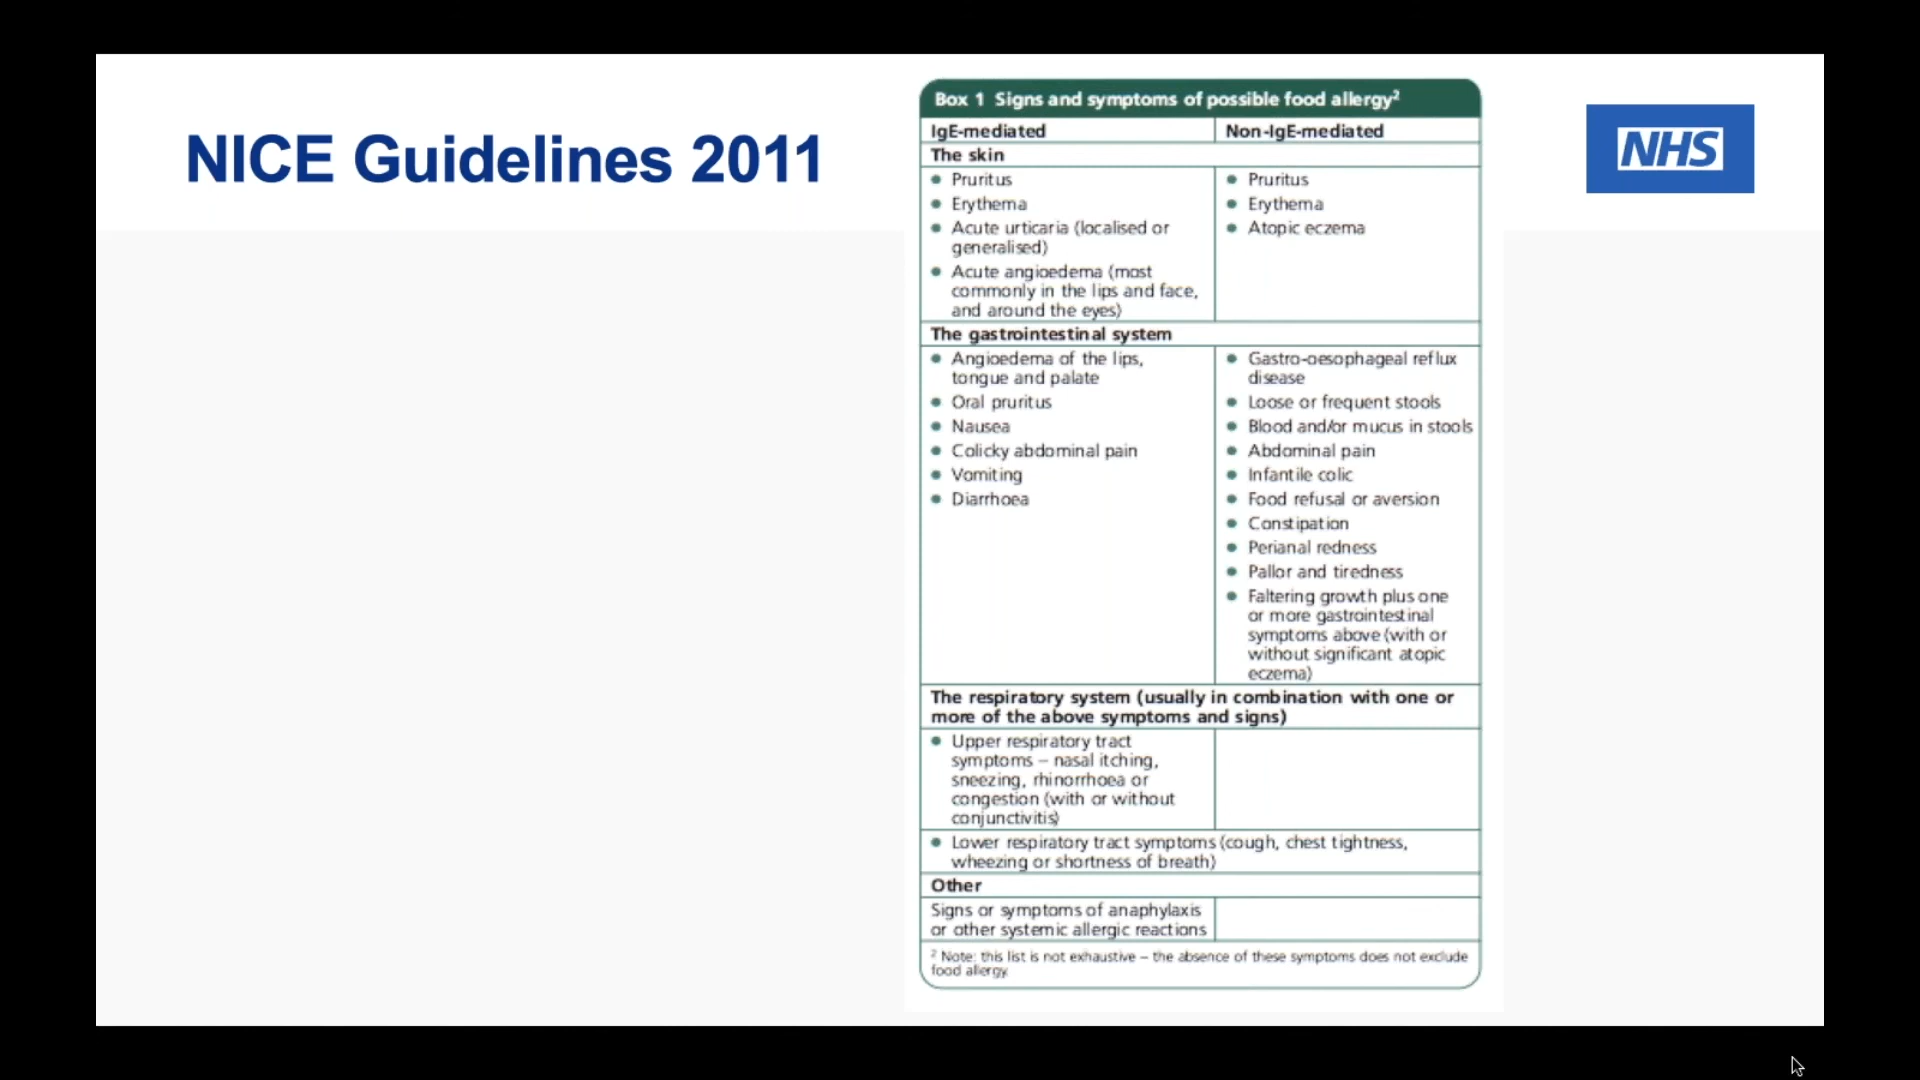 NICE Guidelines 2011
NHS
Box 1 Signs and symptoms of possible food allergy²
IgE-mediated
Non-IgE-mediated
The skin
Pruritus
Erythema
Acute urticaria (localised or
generalised)
Acute angioedema (most
commonly in the lips and face,
and around the eyes)
Pruritus
Erythema
Atopic eczema
The gastrointestinal system
Angioedema of the lips,
tongue and palate
Oral pruritus
Nausea
Colicky abdominal pain
Vomiting
Diarrhoea
Gastro-oesophageal reflux
disease
Loose or frequent stools
Blood and/or mucus in stools
Abdominal pain
Infantile colic
Food refusal or aversion
Constipation
Perianal redness
Pallor and tiredness
Faltering growth plus one
or more gastrointestinal
symptoms above (with or
without significant atopic
eczema)
The respiratory system (usually in combination with one or
more of the above symptoms and signs)
Upper respiratory tract
symptoms – nasal itching,
sneezing, rhinorrhoea or
congestion (with or without
conjunctivitis)
Lower respiratory tract symptoms (cough, chest tightness,
wheezing or shortness of breath)
Other
Signs or symptoms of anaphylaxis
or other systemic allergic reactions
² Note: this list is not exhaustive – the absence of these symptoms does not exclude
food allergy.